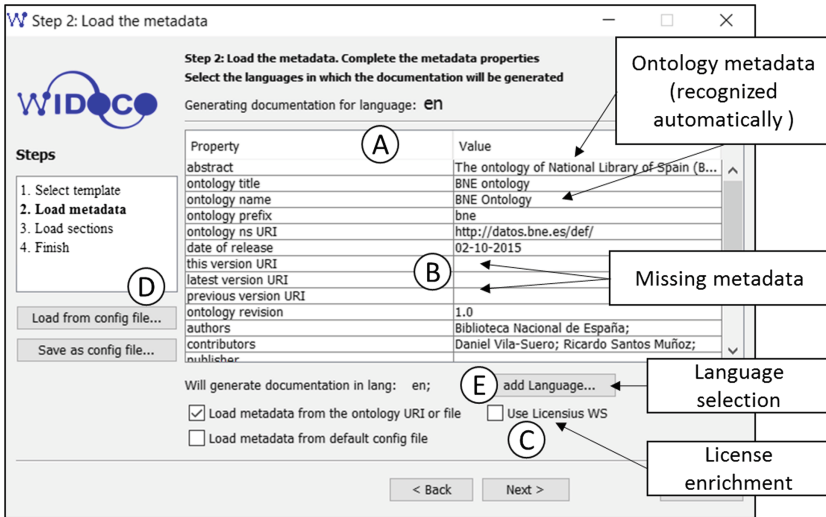 Step 2: Load the metadata
WIDOCO
Step 2: Load the metadata. Complete the metadata properties
Select the languages in which the documentation will be generated
Generating documentation for language: en
Ontology metadata
(recognized
automatically )
Steps
1. Select template
2. Load metadata
3. Load sections
4. Finish
D
Load from config file...
Save as config file...
A
Property Value
abstract The ontology of National Library of Spain (B...
ontology title BNE ontology
ontology name BNE Ontology
ontology prefix bne
ontology ns URI http://datos.bne.es/def/
date of release 02-10-2015
this version URI
latest version URI
previous version URI
ontology revision 1.0
authors Biblioteca Nacional de España;
contributors Daniel Vila-Suero; Ricardo Santos Muñoz;
publisher
B
Missing metadata
Will generate documentation in lang: en;
E
add Language...
Language
selection
Load metadata from the ontology URI or file
Use Licensius WS
Load metadata from default config file
C
License
enrichment
< Back
Next >